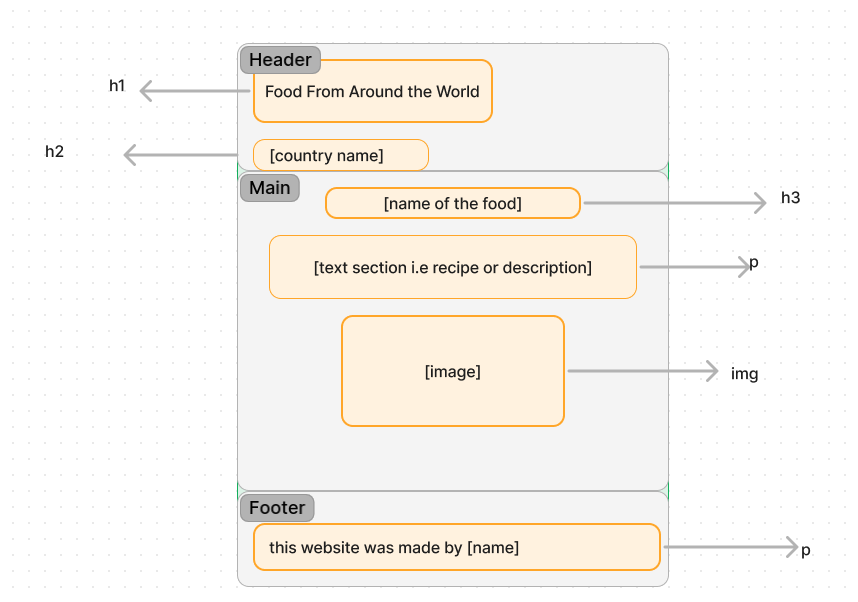 Header
h1
Food From Around the World
h2
[country name]
Main
[name of the food]
h3
[text section i.e recipe or description]
p
[image]
img
Footer
this website was made by [name]
p